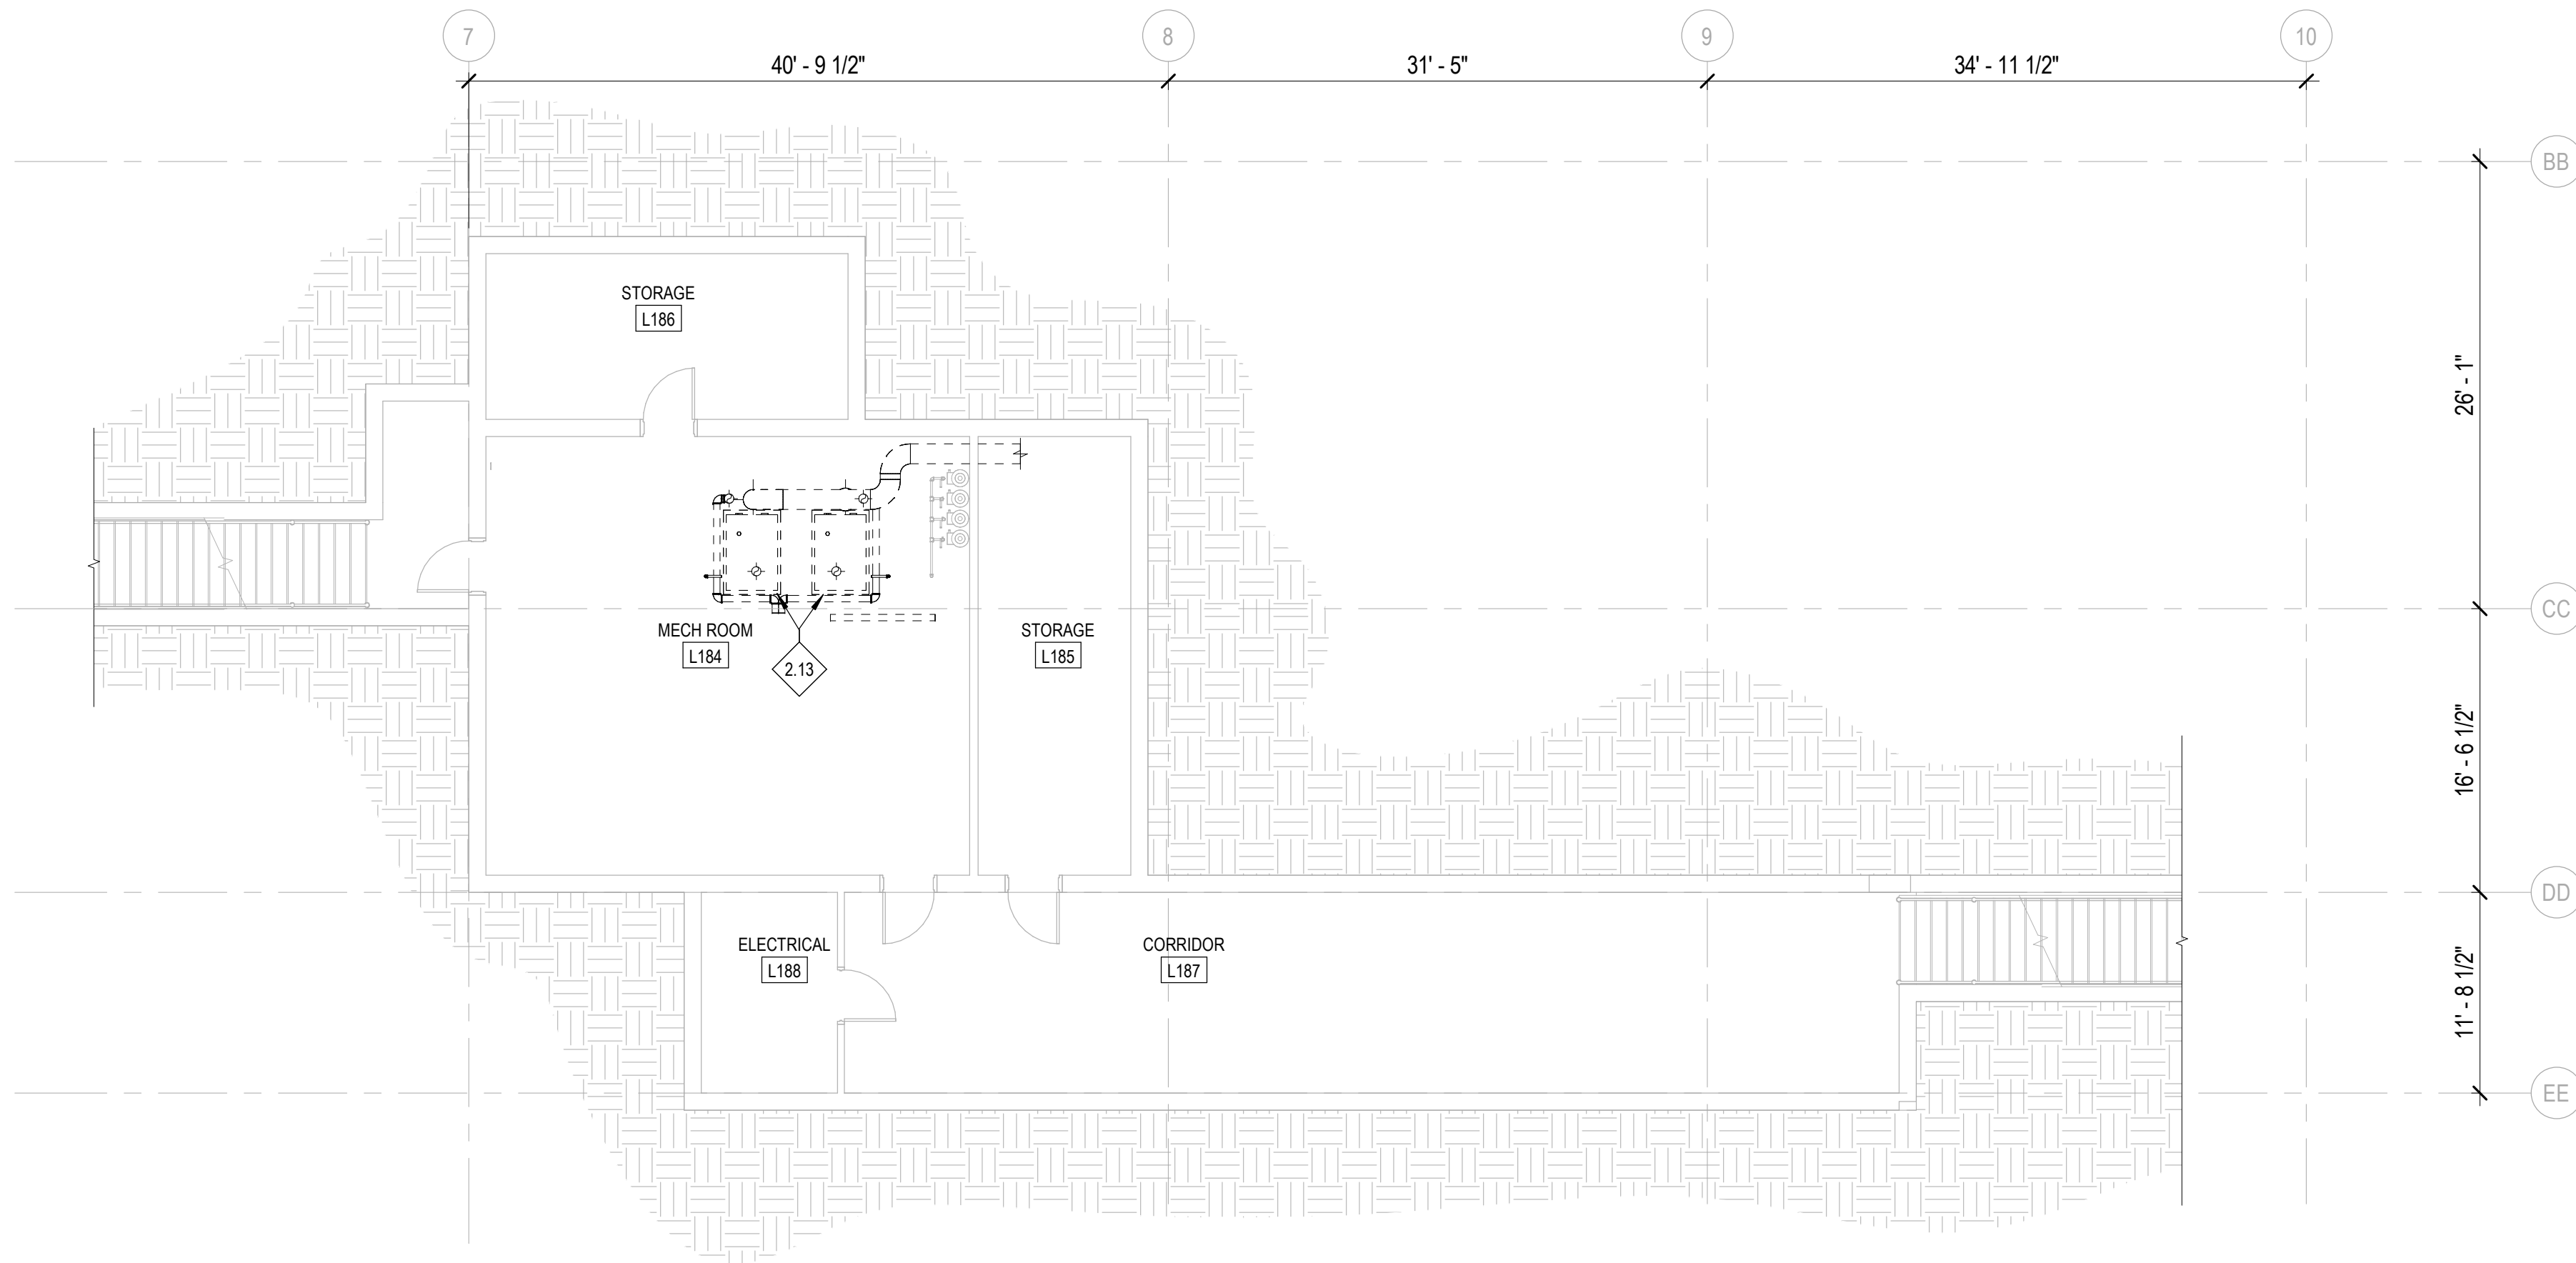 7
8
9
10
40' - 9 1/2"
31' - 5"
34' - 11 1/2"
BB
26' - 1"
STORAGE
L186
CC
MECH ROOM
L184
2.13
STORAGE
L185
16' - 6 1/2"
DD
ELECTRICAL
L188
CORRIDOR
L187
11' - 8 1/2"
EE